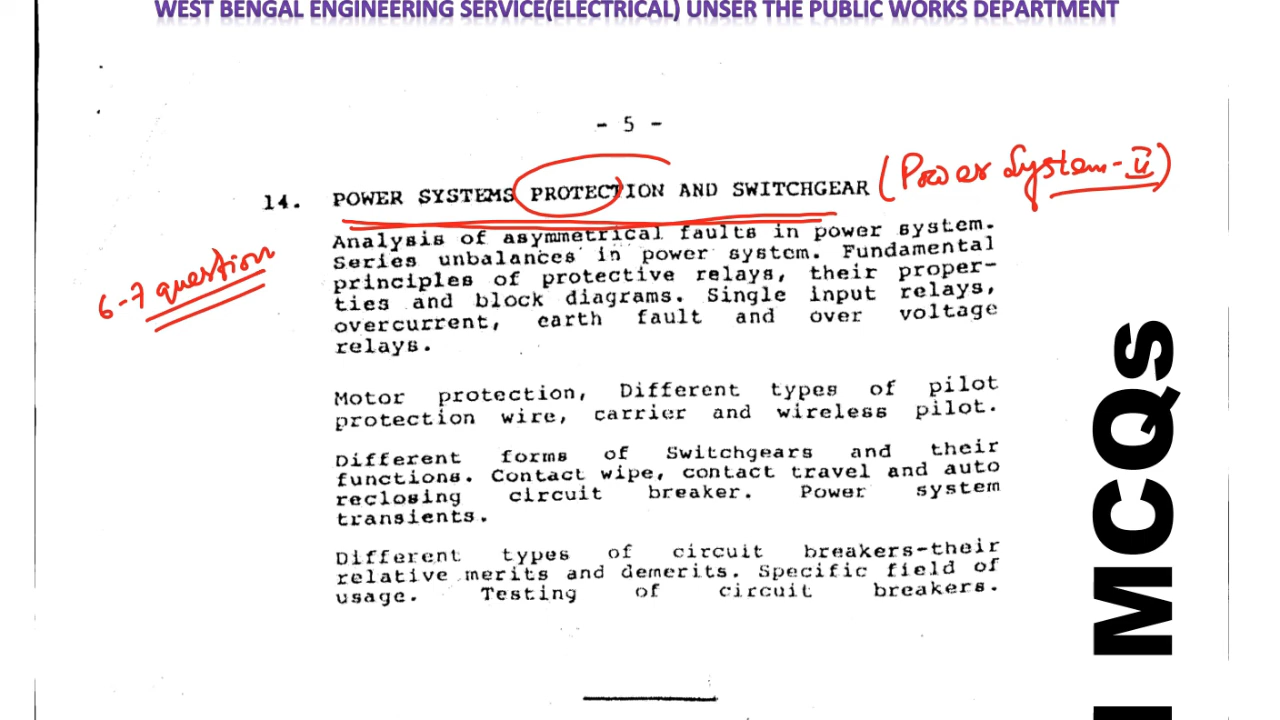 WEST BENGAL ENGINEERING SERVICE(ELECTRICAL) UNSER THE PUBLIC WORKS DEPARTMENT
- 5 -
14. POWER SYSTEMS PROTECTION AND SWITCHGEAR (Power System-II)
6-7 question
Analysis of asymmetrical faults in power system.
Series unbalances in power system. Fundamental
principles of protective relays, their proper-
ties and block diagrams. Single input relays,
overcurrent, earth fault and over voltage
relays.
Motor protection, Different types of pilot
protection wire, carrier and wireless pilot.
Different forms of Switchgears and their
functions. Contact wipe, contact travel and auto
reclosing circuit breaker. Power system
transients.
Different types of circuit breakers-their
relative merits and demerits. Specific field of
usage. Testing of circuit breakers.
MCQs